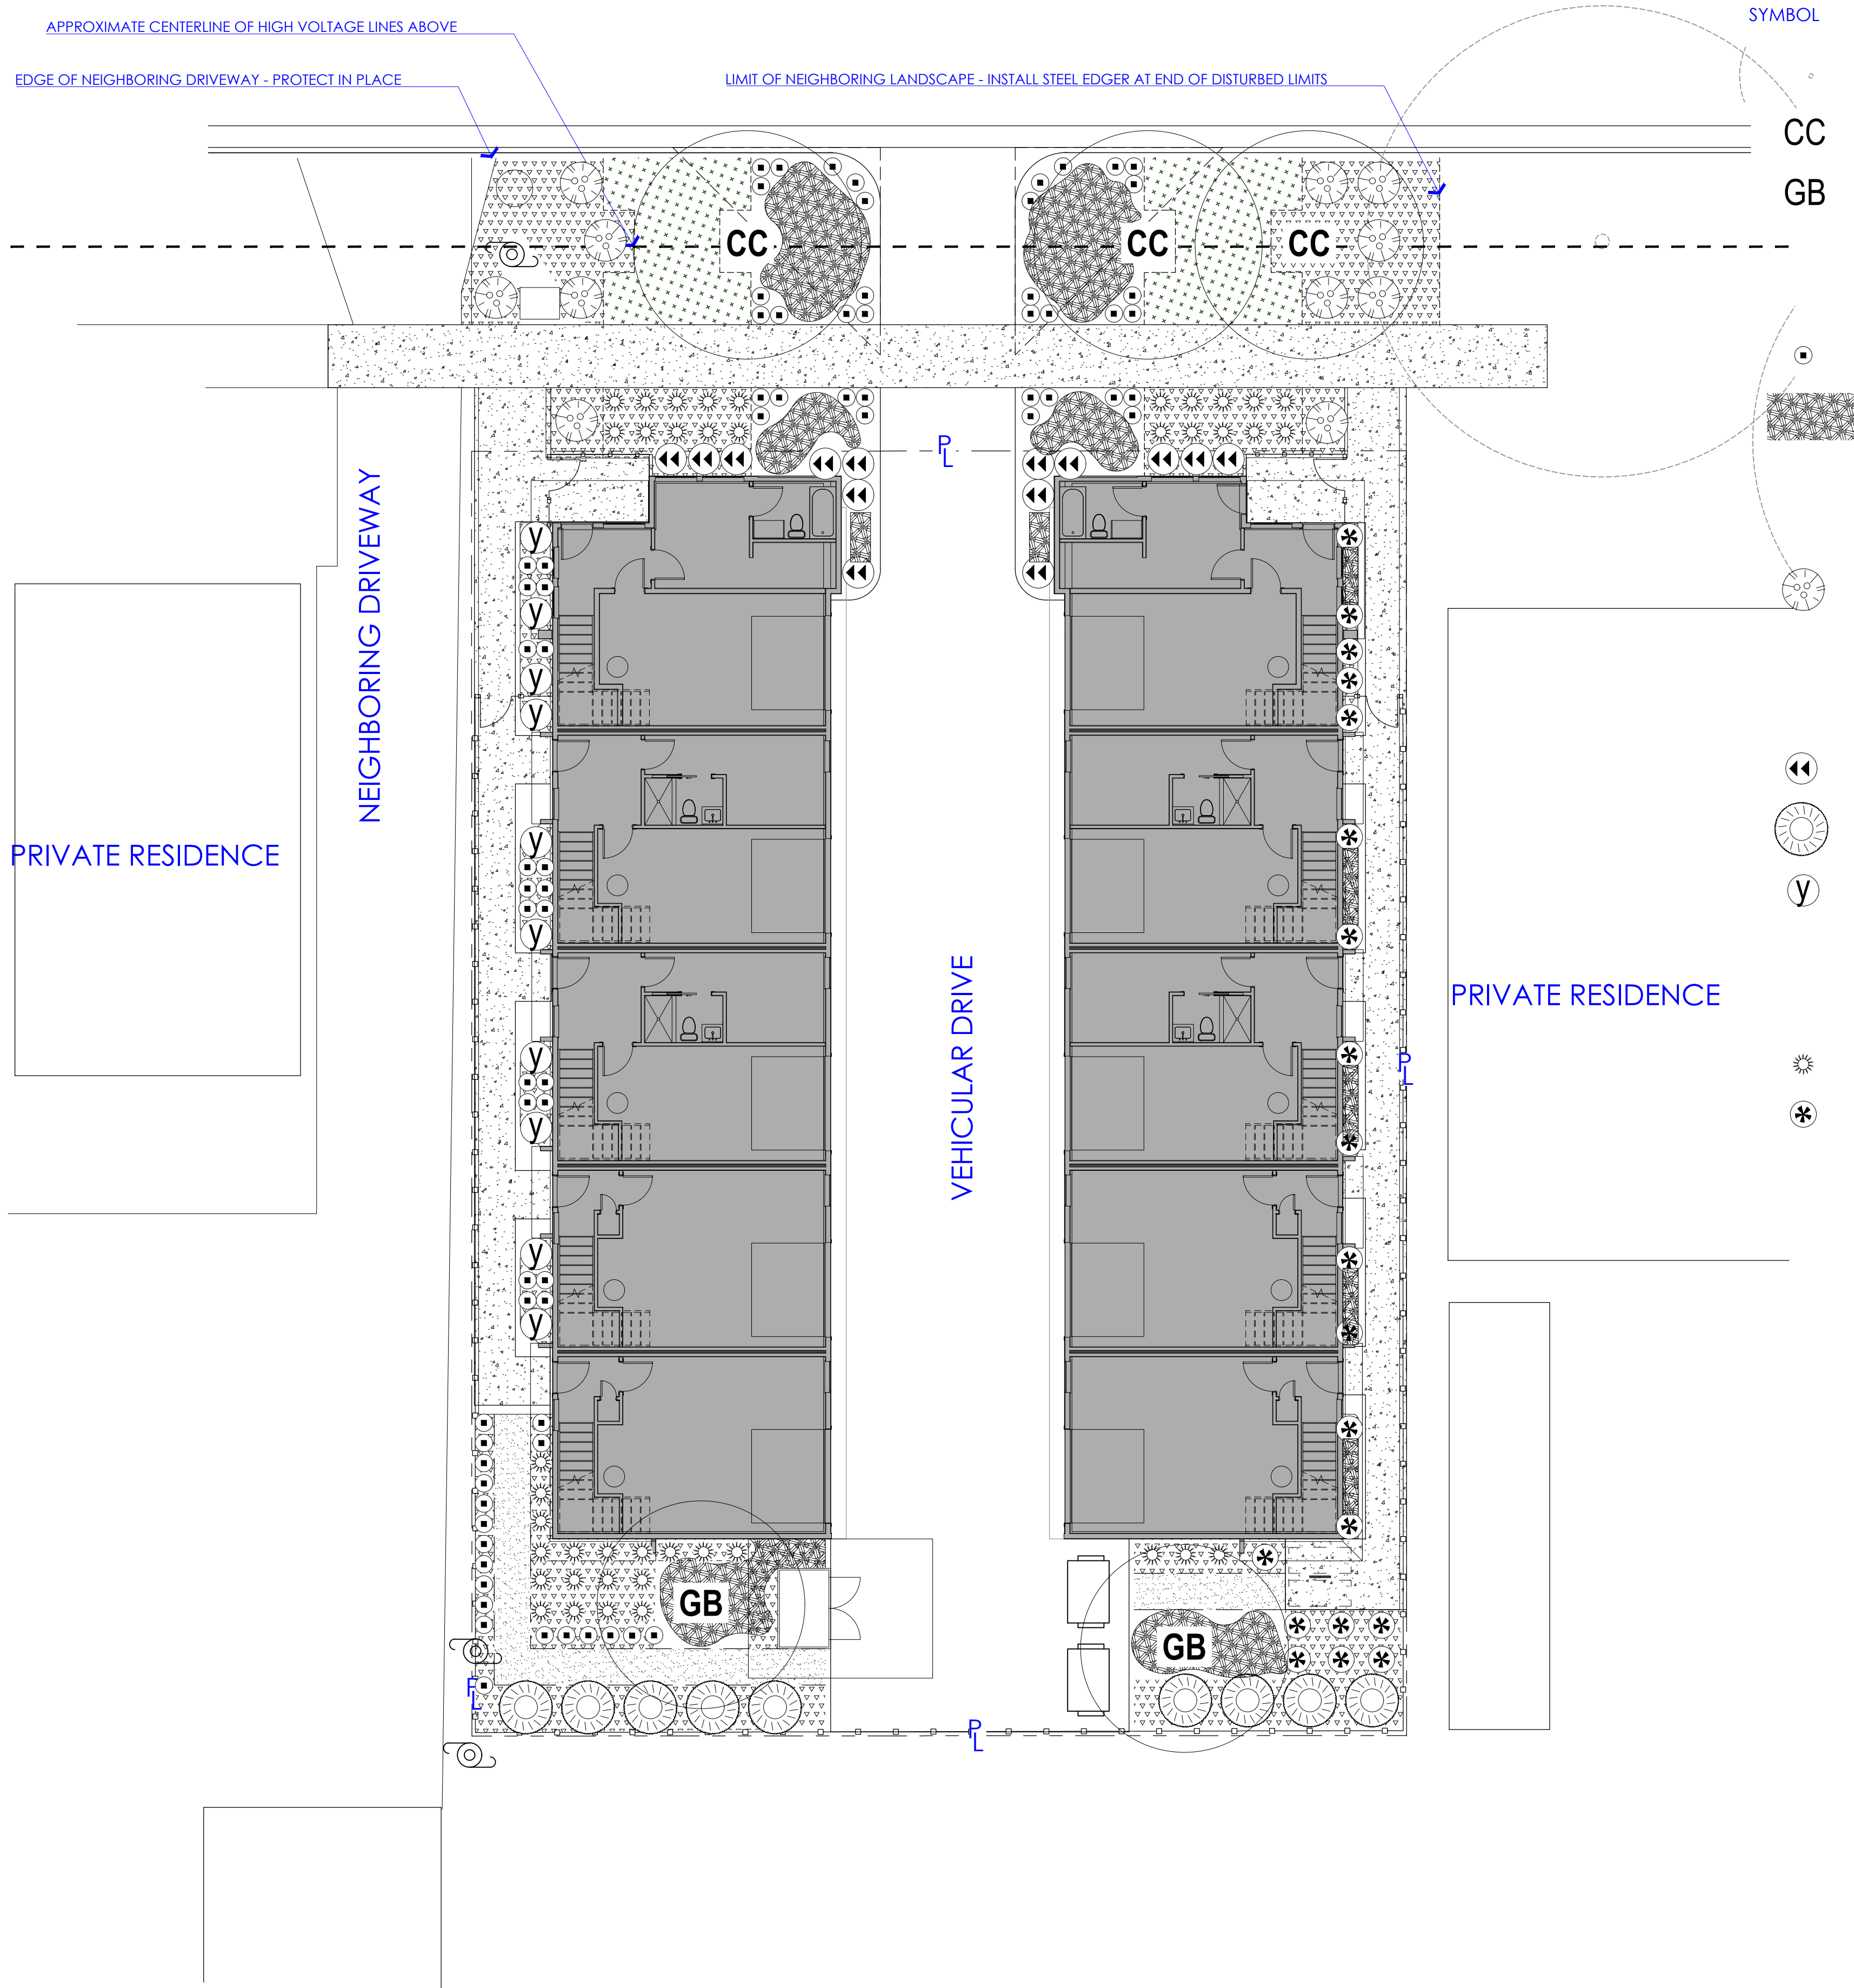 SYMBOL
APPROXIMATE CENTERLINE OF HIGH VOLTAGE LINES ABOVE
EDGE OF NEIGHBORING DRIVEWAY - PROTECT IN PLACE
LIMIT OF NEIGHBORING LANDSCAPE - INSTALL STEEL EDGER AT END OF DISTURBED LIMITS
CC
GB
CC
CC
CC
PL
y
y
y
y
NEIGHBORING DRIVEWAY
PRIVATE RESIDENCE
y
y
y
VEHICULAR DRIVE
PRIVATE RESIDENCE
y
y
PL
y
y
GB
GB
PL
PL